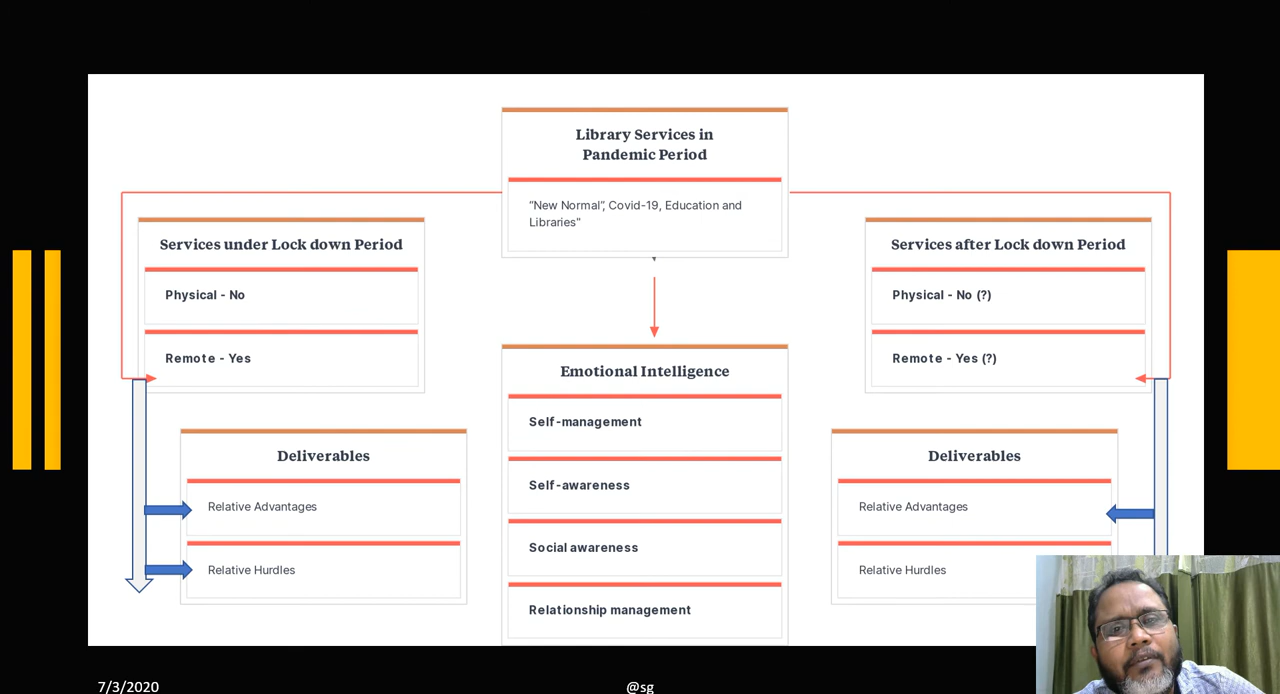 Library Services in
Pandemic Period
"New Normal", Covid-19, Education and
Libraries"
Services under Lock down Period
Physical - No
Remote - Yes
Deliverables
Relative Advantages
Relative Hurdles
Emotional Intelligence
Self-management
Self-awareness
Social awareness
Relationship management
Services after Lock down Period
Physical - No (?)
Remote - Yes (?)
Deliverables
Relative Advantages
Relative Hurdles
7/3/2020
@sg